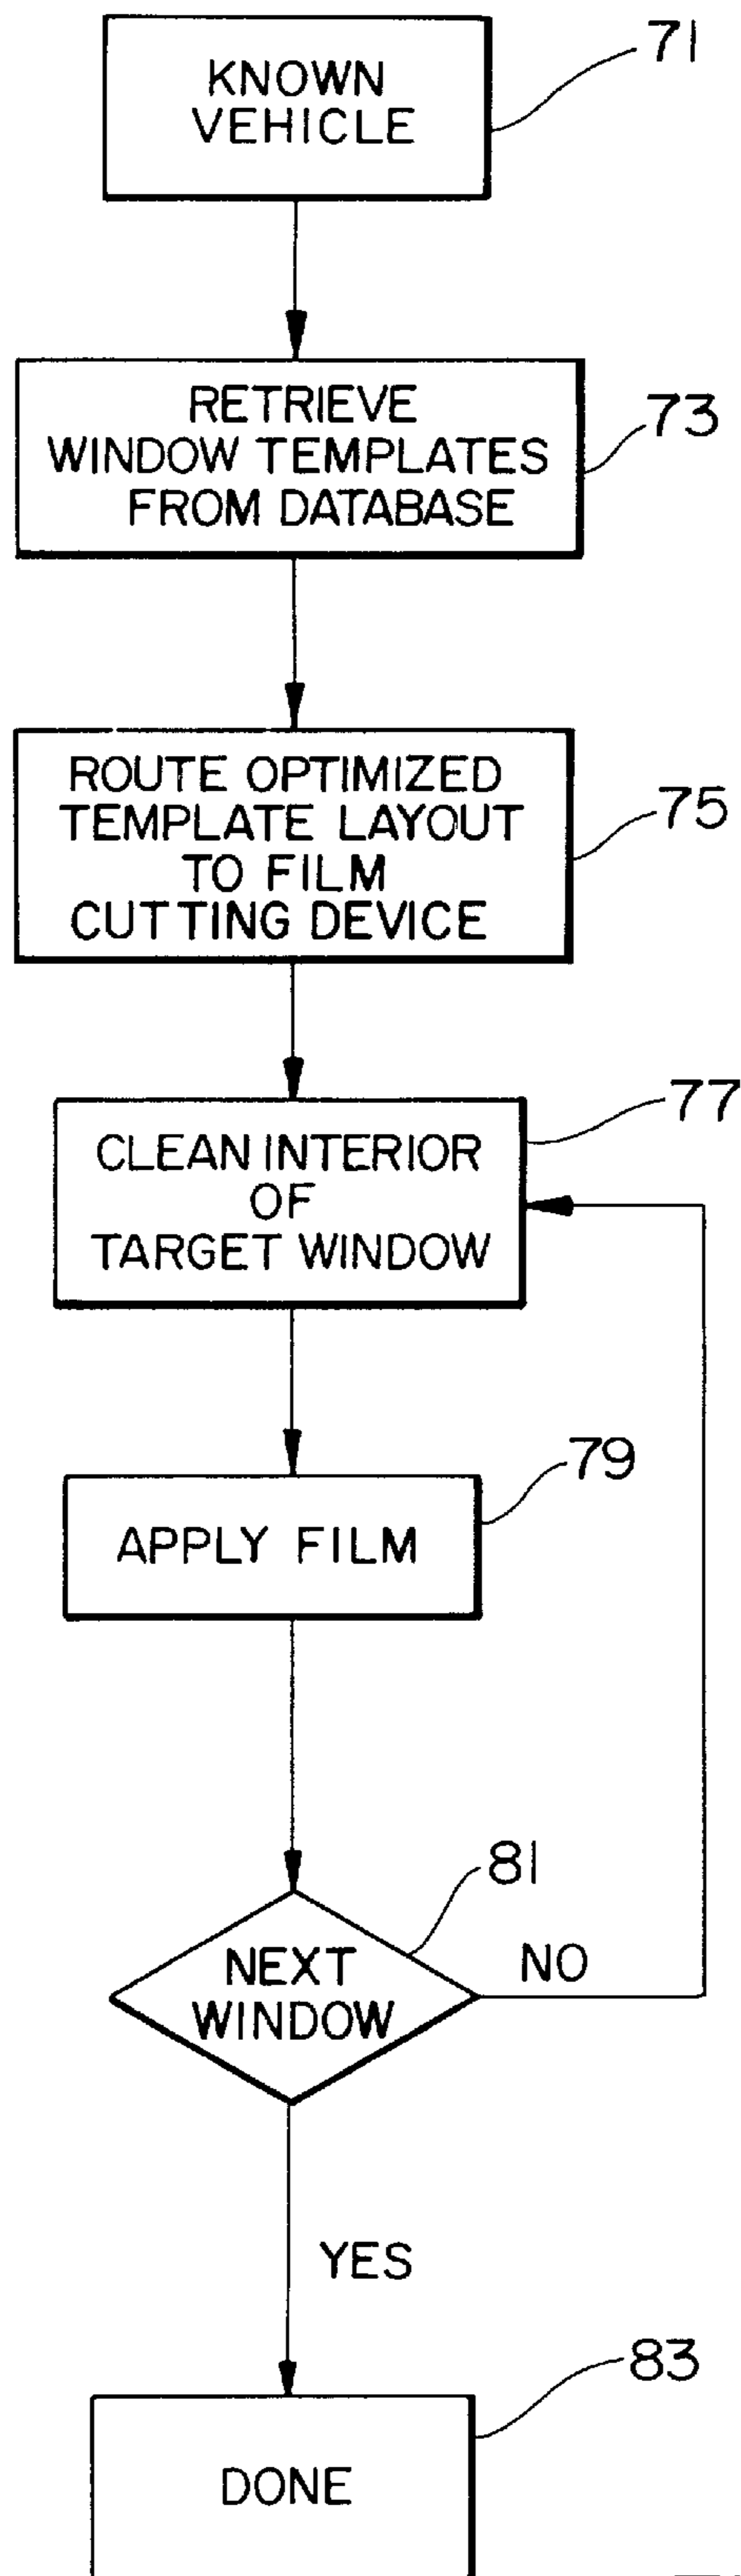 KNOWN
VEHICLE
71
RETRIEVE
WINDOW TEMPLATES
FROM DATABASE
73
ROUTE OPTIMIZED
TEMPLATE LAYOUT
TO FILM
CUTTING DEVICE
75
CLEAN INTERIOR
OF
TARGET WINDOW
77
APPLY FILM
79
NEXT
WINDOW
81
NO
YES
DONE
83